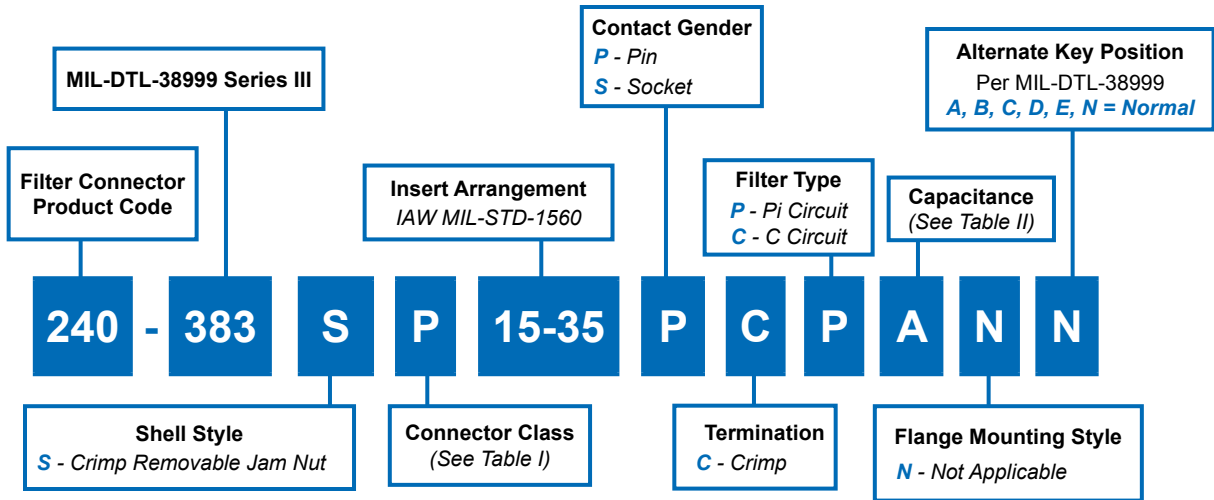 Contact Gender
P - Pin
S - Socket
Alternate Key Position
Per MIL-DTL-38999
A, B, C, D, E, N = Normal
MIL-DTL-38999 Series III
Filter Connector
Product Code
Insert Arrangement
IAW MIL-STD-1560
Filter Type
P - Pi Circuit
C - C Circuit
Capacitance
(See Table II)
240 - 383 S P 15-35 P C P A N N
Shell Style
S - Crimp Removable Jam Nut
Connector Class
(See Table I)
Termination
C - Crimp
Flange Mounting Style
N - Not Applicable